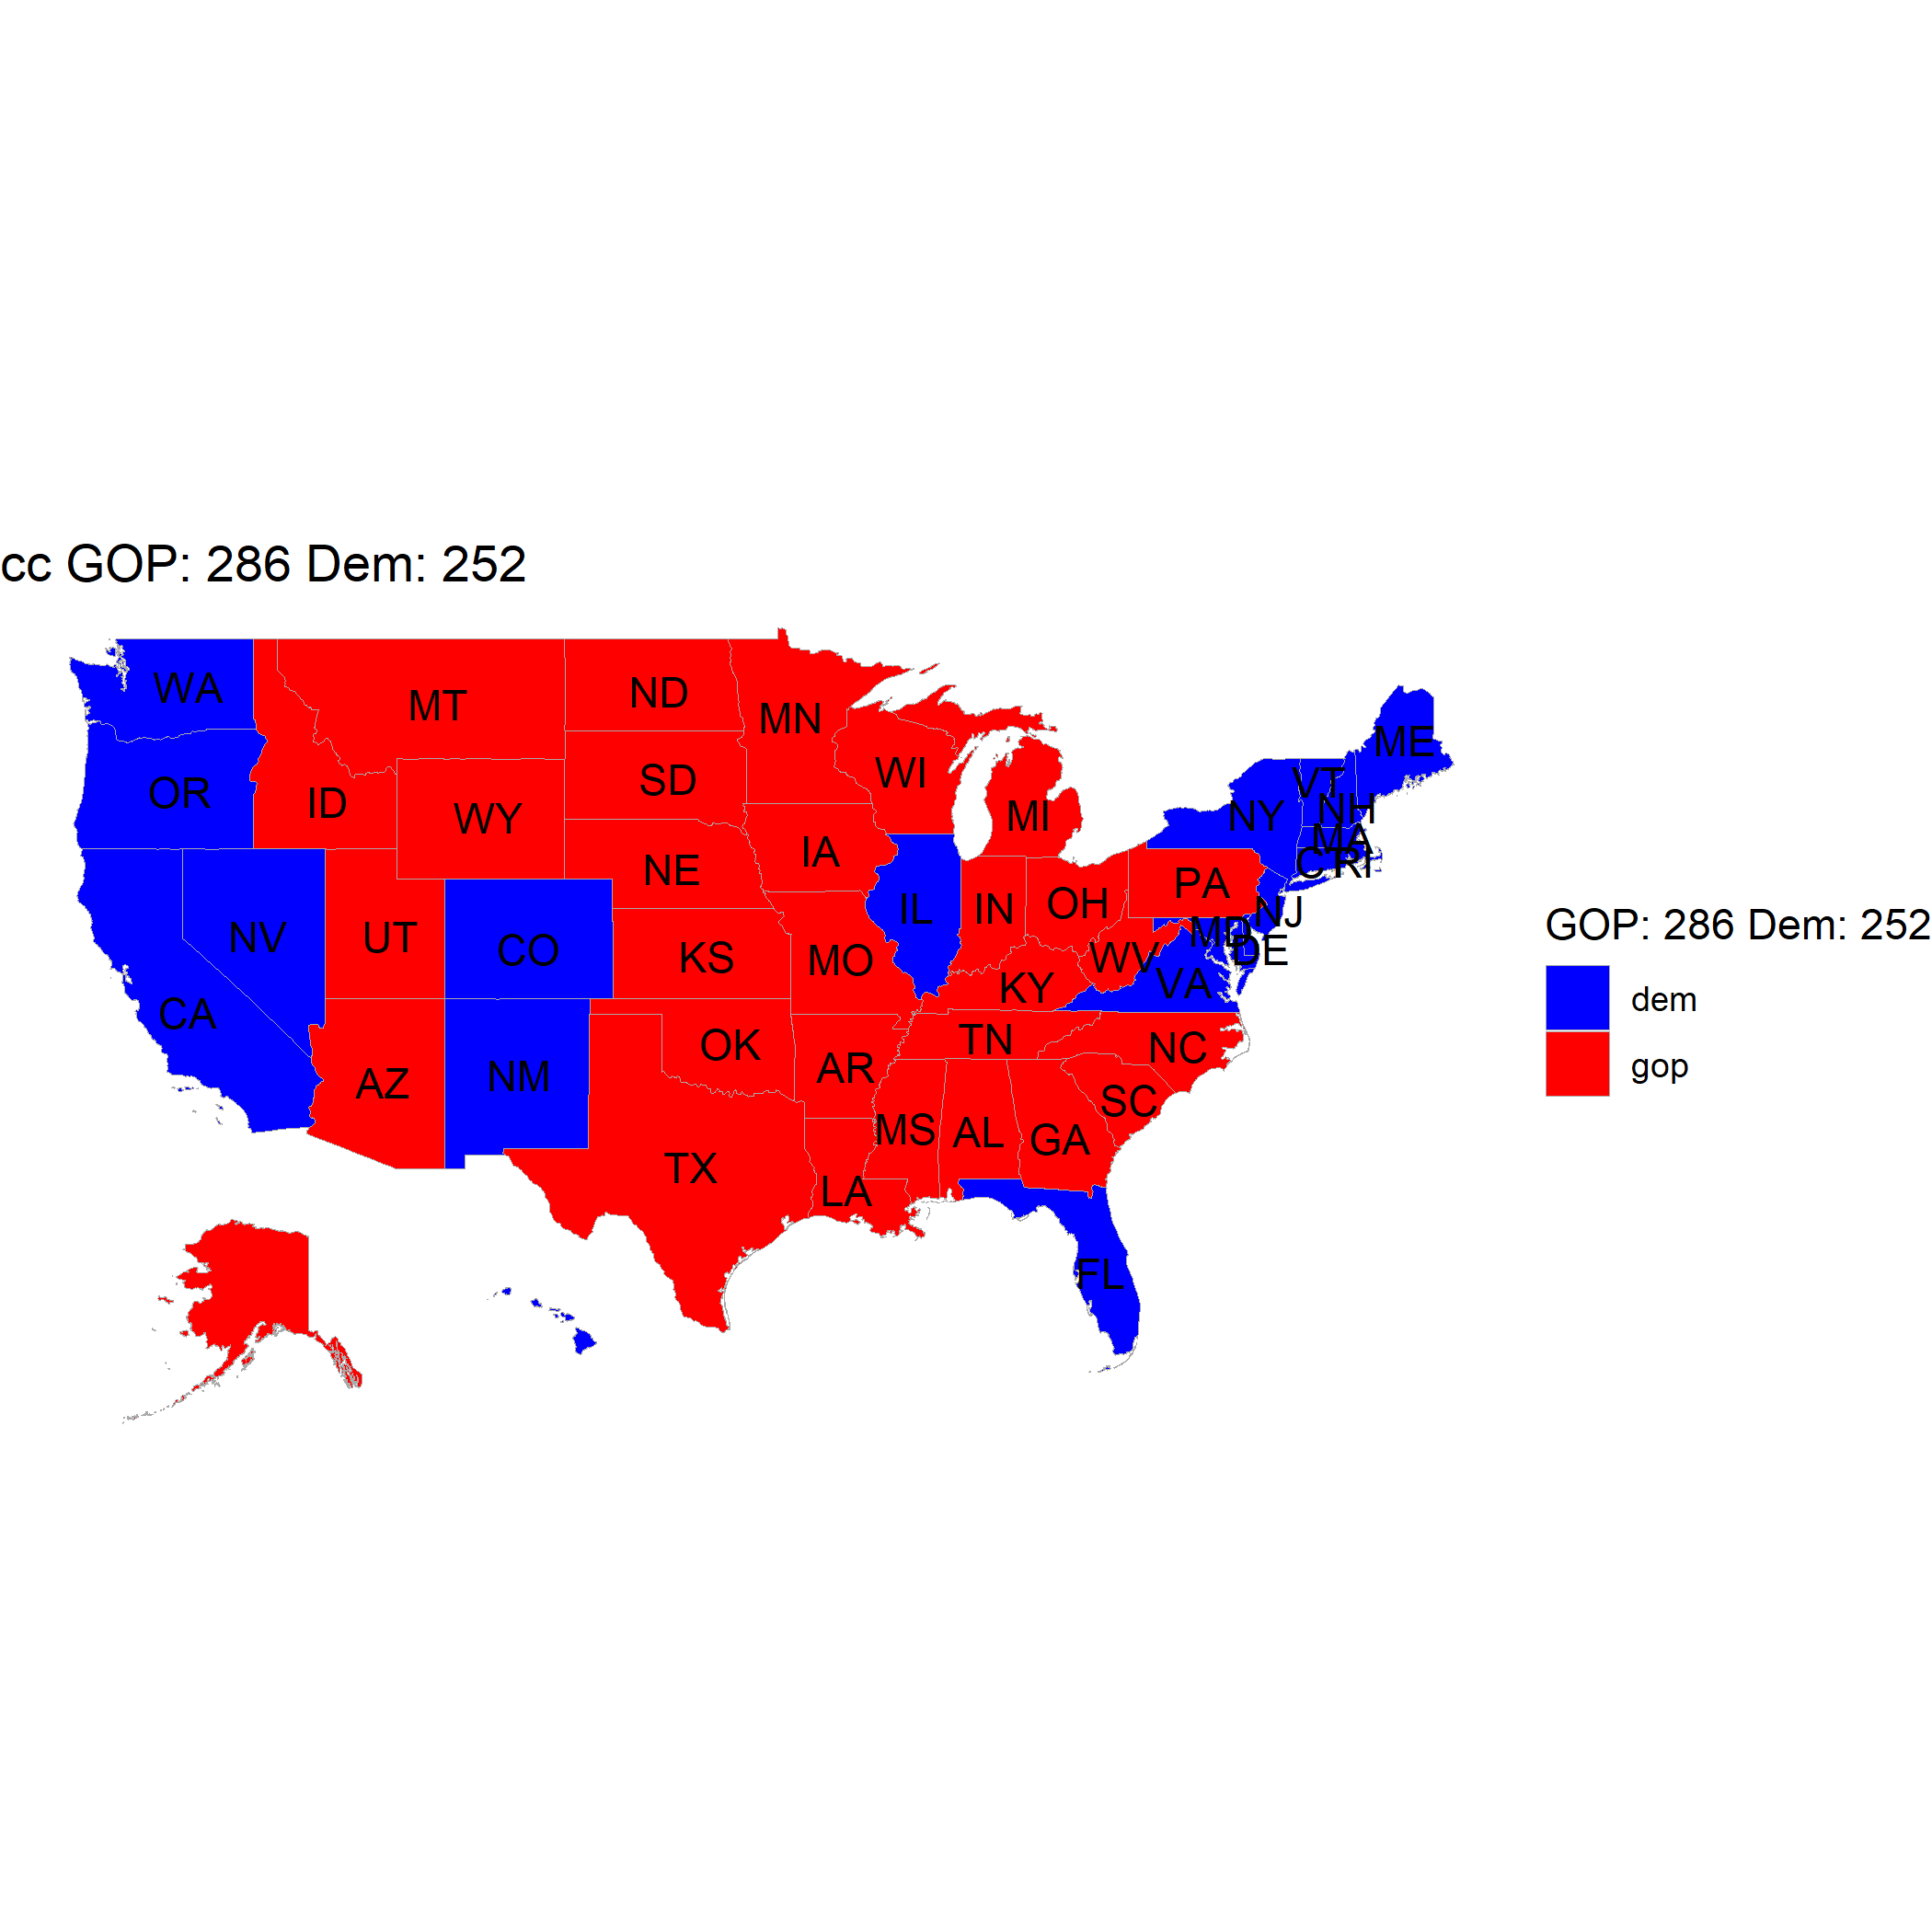 cc GOP: 286 Dem: 252
WA
MT
ND
MN
ME
OR
ID
WY
SD
WI
MI
VT
NH
NY
MA
C RI
IA
NE
PA
NV
UT
CO
KS
MO
IL
IN
OH
NJ
MD
DE
WV
VA
KY
CA
AZ
NM
OK
AR
TN
NC
SC
MS
AL
GA
TX
LA
FL
GOP: 286 Dem: 252
dem
gop